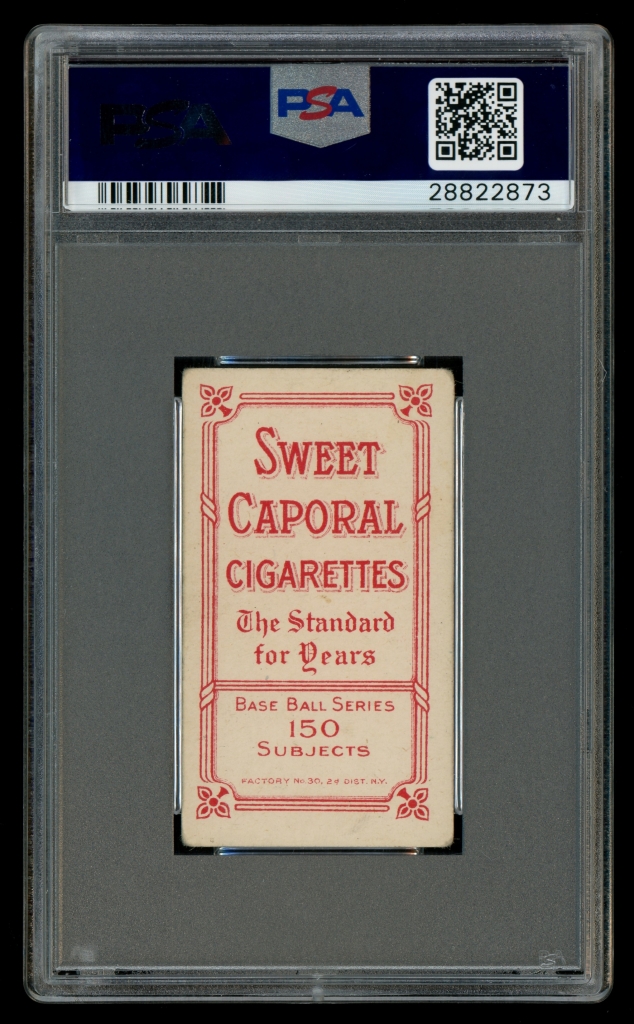 PSA
PSA
28822873
SWEET
CAPORAL
CIGARETTES
The Standard
for Years
BASE BALL SERIES
150
SUBJECTS
FACTORY No. 30, 2d DIST. N.Y.